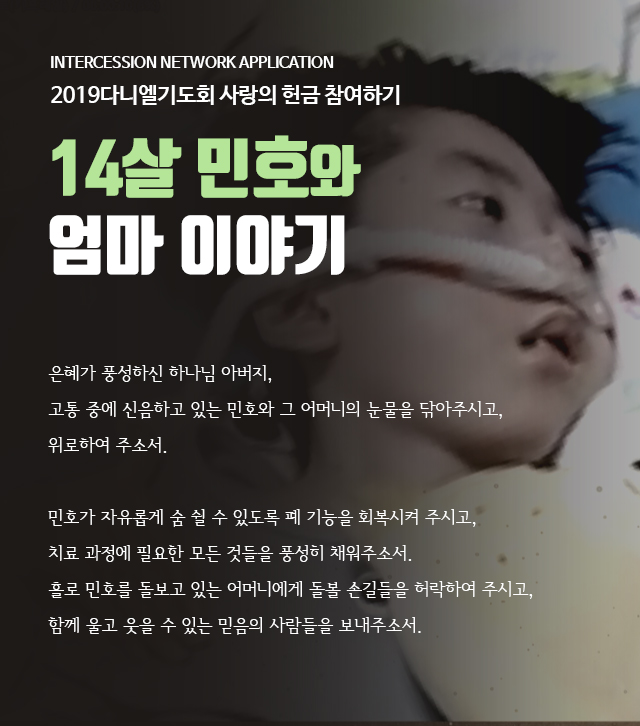 INTERCESSION NETWORK APPLICATION
2019다니엘기도회 사랑의 헌금 참여하기
14살 민호와
엄마 이야기
은혜가 풍성하신 하나님 아버지,
고통 중에 신음하고 있는 민호와 그 어머니의 눈물을 닦아주시고,
위로하여 주소서.
민호가 자유롭게 숨 쉴 수 있도록 폐 기능을 회복시켜 주시고,
치료 과정에 필요한 모든 것들을 풍성히 채워주소서.
홀로 민호를 돌보고 있는 어머니에게 돌볼 손길들을 허락하여 주시고,
함께 울고 웃을 수 있는 믿음의 사람들을 보내주소서.